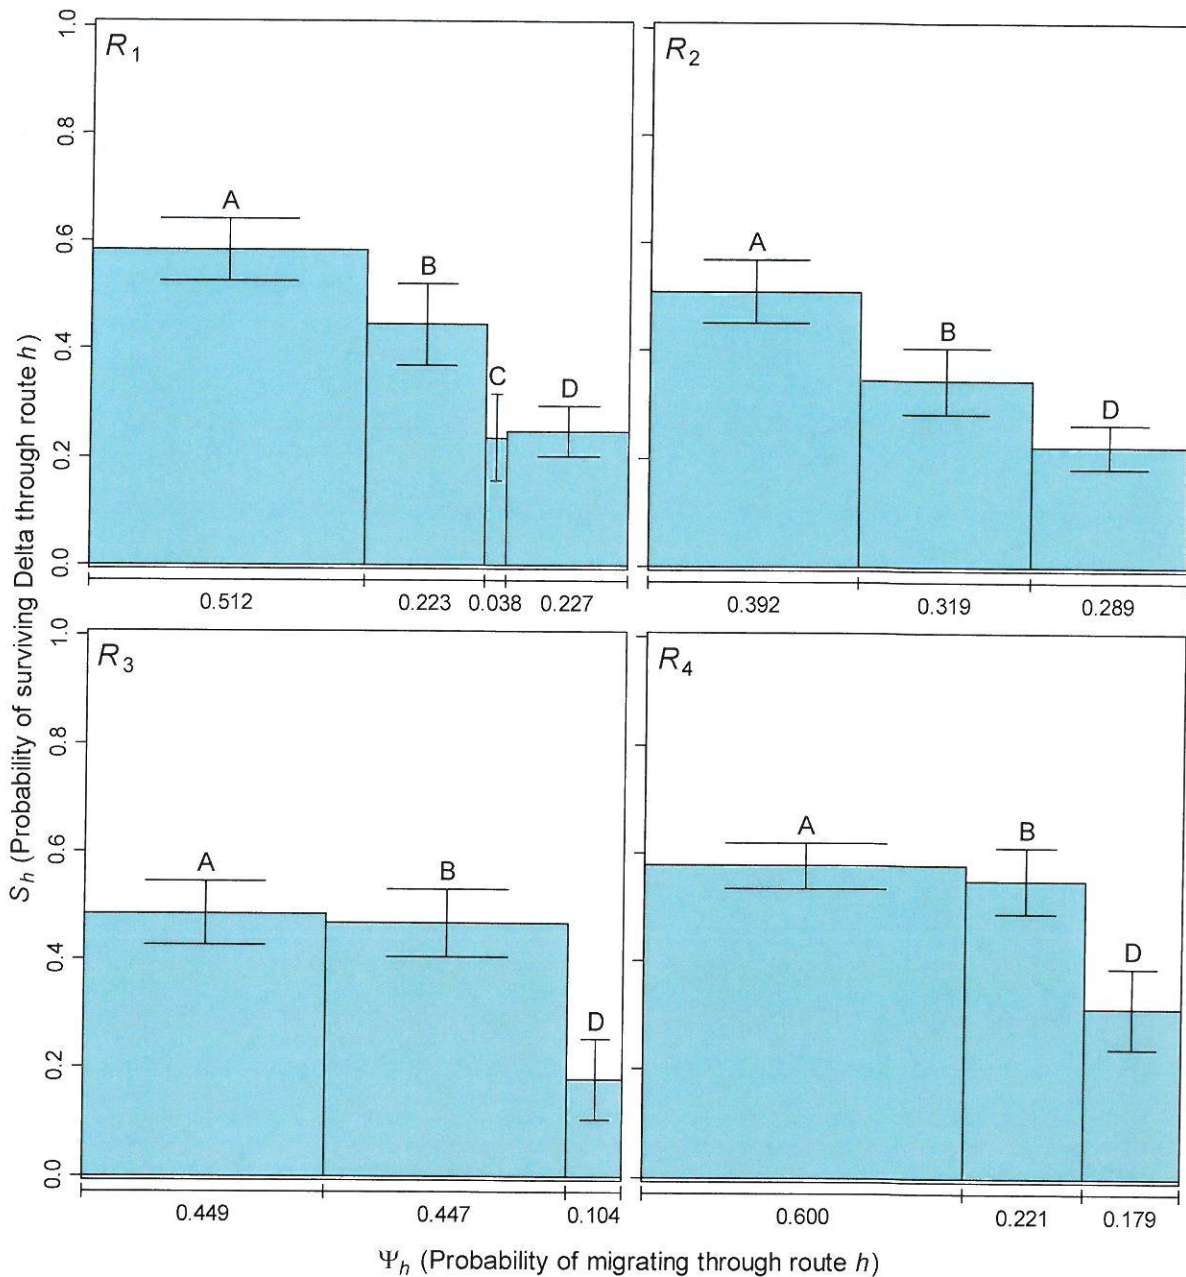 R1
R2
1.0
0.8
0.6
0.4
0.2
0.0
A
B
C
D
A
B
D
0.512 0.223 0.038 0.227
0.392 0.319 0.289
R3
R4
1.0
0.8
0.6
0.4
0.2
0.0
A
B
D
A
B
D
0.449 0.447 0.104
0.600 0.221 0.179
Sh (Probability of surviving Delta through route h)
Ψh (Probability of migrating through route h)